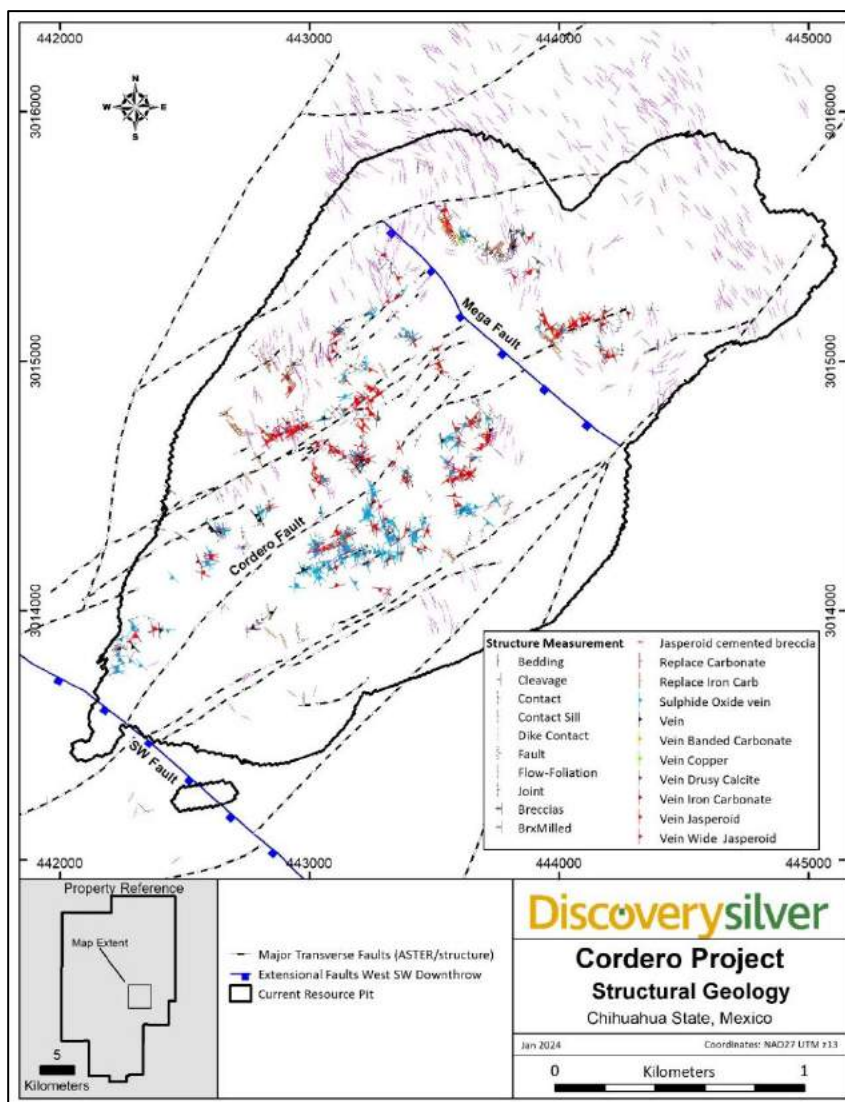 442000 443000 444000 445000
3016000 3016000
N
W E
S
Mega Fault
3015000 3015000
Cordero Fault
3014000 3014000
SW Fault
Structure Measurement
Bedding
Cleavage
Contact
Contact Sill
Dike Contact
Fault
Flow-Foliation
Joint
Breccias
BrxMilled
Jasperoid cemented breccia
Replace Carbonate
Replace Iron Carb
Sulphide Oxide vein
Vein
Vein Banded Carbonate
Vein Copper
Vein Drusy Calcite
Vein Iron Carbonate
Vein Jasperoid
Vein Wide Jasperoid
442000 443000 444000 445000
Property Reference
Map Extent
5
Kilometers
Major Transverse Faults (ASTER/structure)
Extensional Faults West SW Downthrow
Current Resource Pit
Discoverysilver
Cordero Project
Structural Geology
Chihuahua State, Mexico
Jan 2024 Coordinates: NAD27 UTM z13
Kilometers
0 1